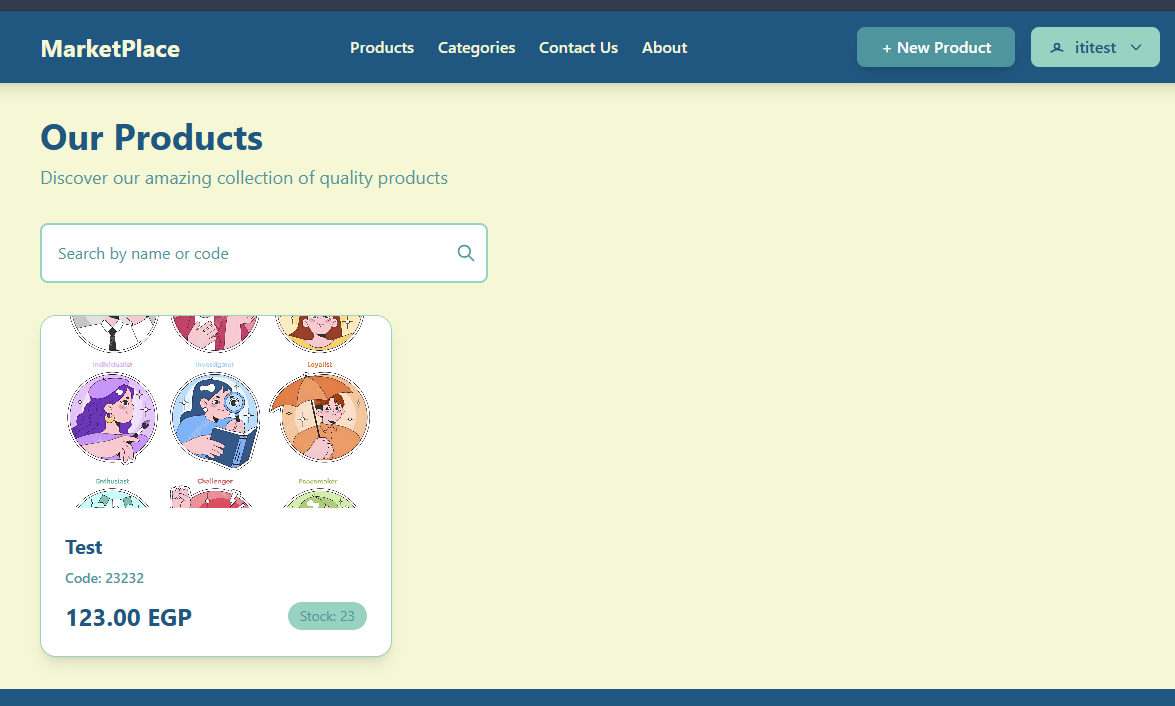 MarketPlace
Products
Categories
Contact Us
About
+ New Product
ititest
Our Products
Discover our amazing collection of quality products
Search by name or code
Individualist
Investigator
Loyalist
Enthusiast
Challenger
Peacemaker
Test
Code: 23232
123.00 EGP
Stock: 23